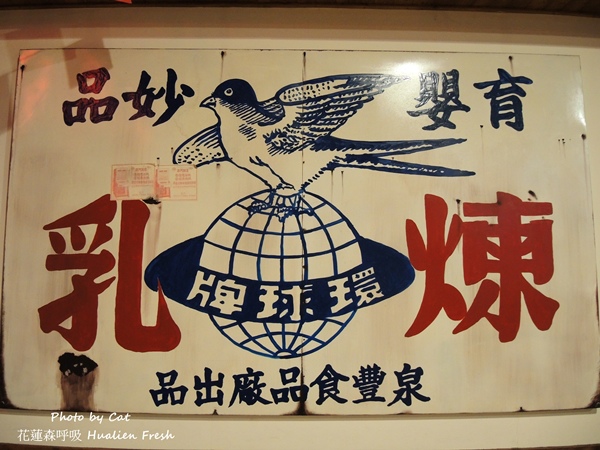 育嬰妙品
煉乳
環球牌
泉豐食品廠出品
Photo by Cat
花蓮森呼吸 Hualien Fresh